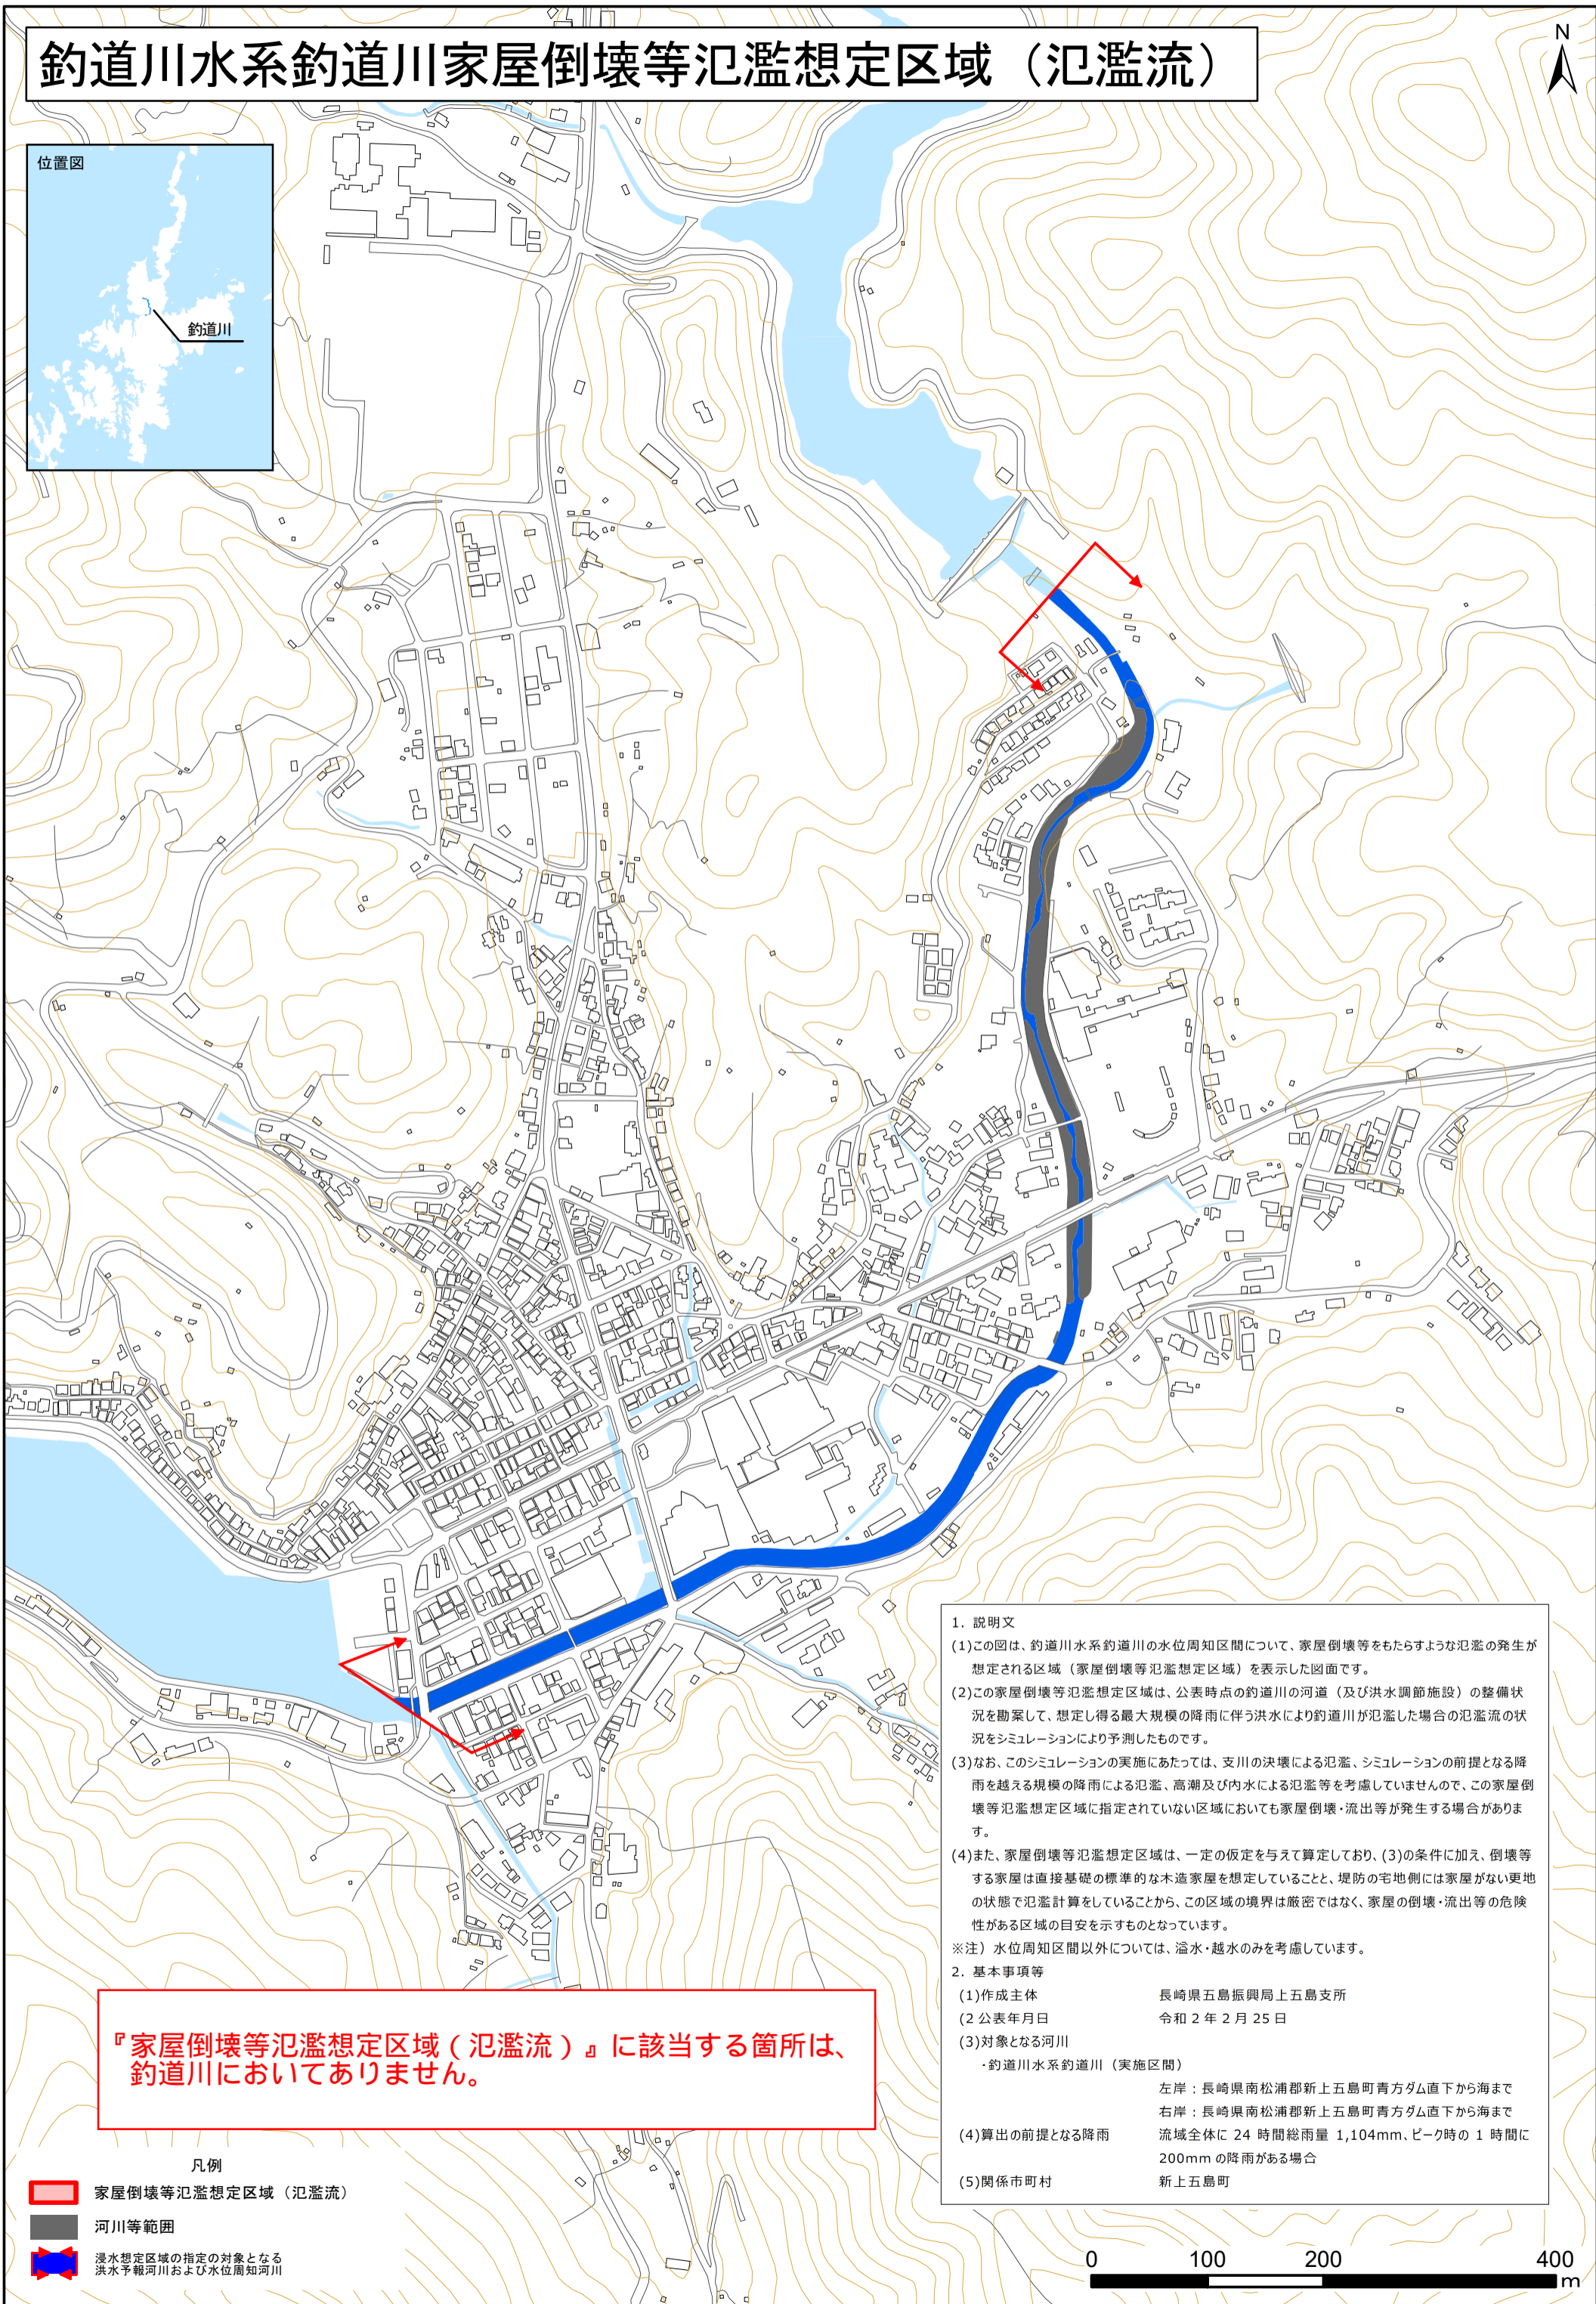 釣道川水系釣道川家屋倒壊等氾濫想定区域（氾濫流）
N
位置図
釣道川
1. 説明文
(1)この図は、釣道川水系釣道川の水位周知区間について、家屋倒壊等をもたらすような氾濫の発生が
想定される区域（家屋倒壊等氾濫想定区域）を表示した図面です。
(2)この家屋倒壊等氾濫想定区域は、公表時点の釣道川の河道（及び洪水調節施設）の整備状
況を勘案して、想定し得る最大規模の降雨に伴う洪水により釣道川が氾濫した場合の氾濫流の状
況をシミュレーションにより予測したものです。
(3)なお、このシミュレーションの実施にあたっては、支川の決壊による氾濫、シミュレーションの前提となる降
雨を越える規模の降雨による氾濫、高潮及び内水による氾濫等を考慮していませんので、この家屋倒
壊等氾濫想定区域に指定されていない区域においても家屋倒壊・流出等が発生する場合がありま
す。
(4)また、家屋倒壊等氾濫想定区域は、一定の仮定を与えて算定しており、(3)の条件に加え、倒壊等
する家屋は直接基礎の標準的な木造家屋を想定していることと、堤防の宅地側には家屋がない更地
の状態で氾濫計算をしていることから、この区域の境界は厳密ではなく、家屋の倒壊・流出等の危険
性がある区域の目安を示すものとなっています。
※注）水位周知区間以外については、溢水・越水のみを考慮しています。
2. 基本事項等
(1)作成主体 長崎県五島振興局上五島支所
(2 公表年月日 令和 2 年 2 月 25 日
(3)対象となる河川
・釣道川水系釣道川（実施区間）
左岸：長崎県南松浦郡新上五島町青方ダム直下から海まで
右岸：長崎県南松浦郡新上五島町青方ダム直下から海まで
(4)算出の前提となる降雨 流域全体に 24 時間総雨量 1,104mm、ピーク時の 1 時間に
200mm の降雨がある場合
(5)関係市町村 新上五島町
『家屋倒壊等氾濫想定区域（氾濫流）』に該当する箇所は、
釣道川においてありません。
凡例
家屋倒壊等氾濫想定区域（氾濫流）
河川等範囲
浸水想定区域の指定の対象となる
洪水予報河川および水位周知河川
0 100 200 400
m